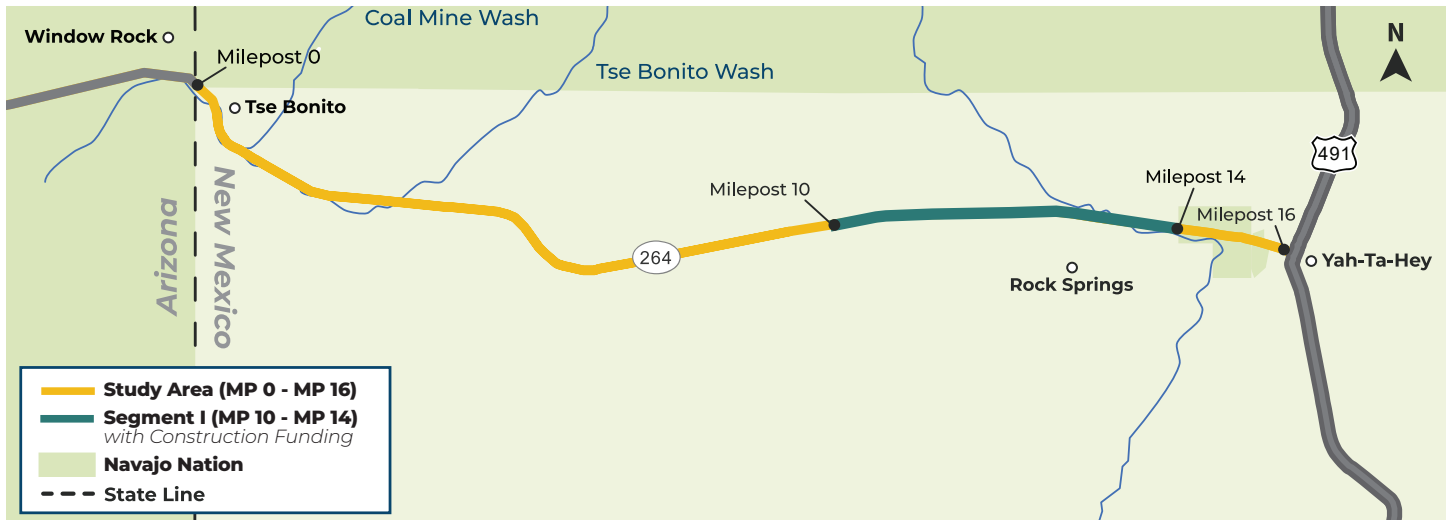 Coal Mine Wash
Window Rock
Milepost 0
N
Tse Bonito Wash
Tse Bonito
491
Arizona
New Mexico
Milepost 10
Milepost 14
Milepost 16
264
Rock Springs
Yah-Ta-Hey
Study Area (MP 0 - MP 16)
Segment I (MP 10 - MP 14)
with Construction Funding
Navajo Nation
State Line